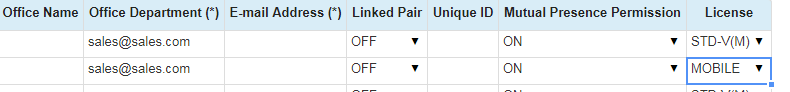 Office Name Office Department (*) E-mail Address (*) Linked Pair Unique ID Mutual Presence Permission License
sales@sales.com OFF ▼ ON ▼ STD-V(M) ▼
sales@sales.com OFF ▼ ON ▼ MOBILE ▼